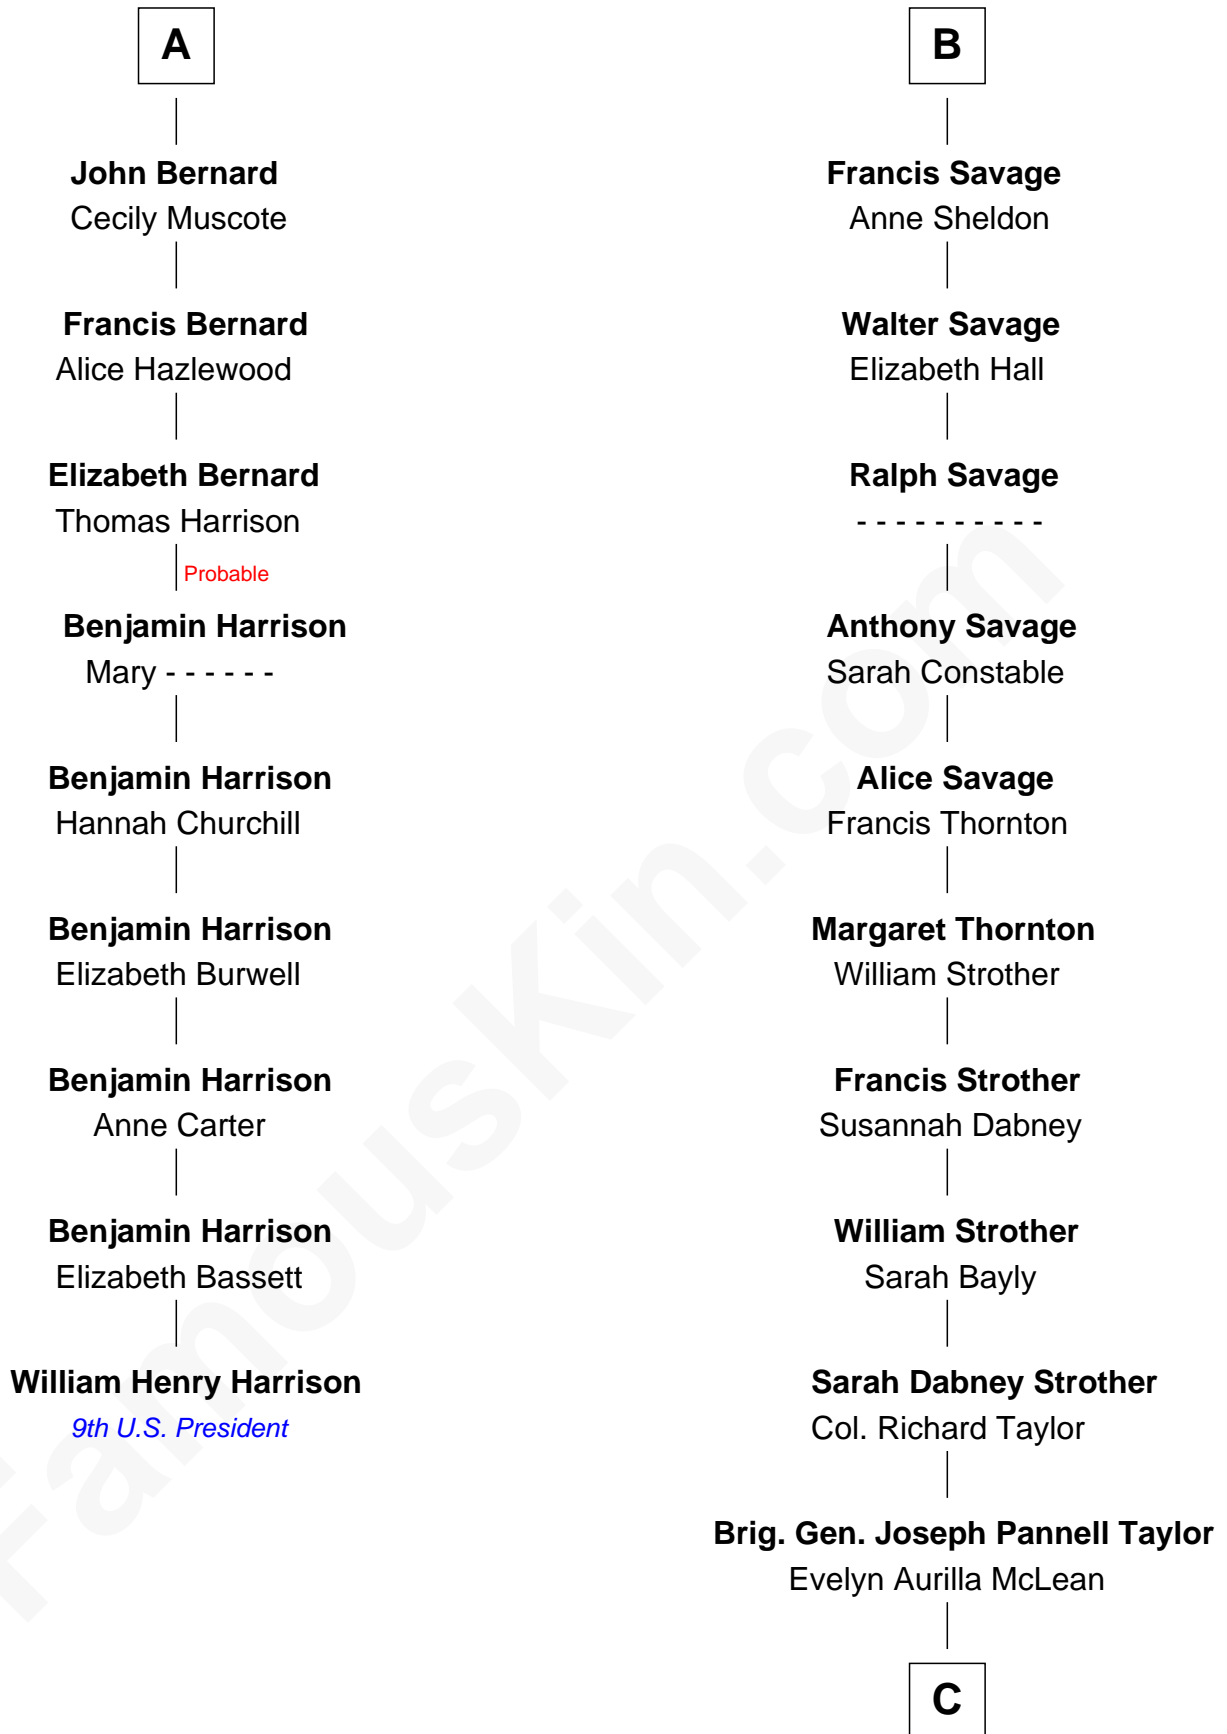 A
John Bernard
Cecily Muscote
Francis Bernard
Alice Hazlewood
Elizabeth Bernard
Thomas Harrison
Probable
Benjamin Harrison
Mary - - - - - -
Benjamin Harrison
Hannah Churchill
Benjamin Harrison
Elizabeth Burwell
Benjamin Harrison
Anne Carter
Benjamin Harrison
Elizabeth Bassett
William Henry Harrison
9th U.S. President
B
Francis Savage
Anne Sheldon
Walter Savage
Elizabeth Hall
Ralph Savage
- - - - - - - - - -
Anthony Savage
Sarah Constable
Alice Savage
Francis Thornton
Margaret Thornton
William Strother
Francis Strother
Susannah Dabney
William Strother
Sarah Bayly
Sarah Dabney Strother
Col. Richard Taylor
Brig. Gen. Joseph Pannell Taylor
Evelyn Aurilla McLean
C
FamousKin.com